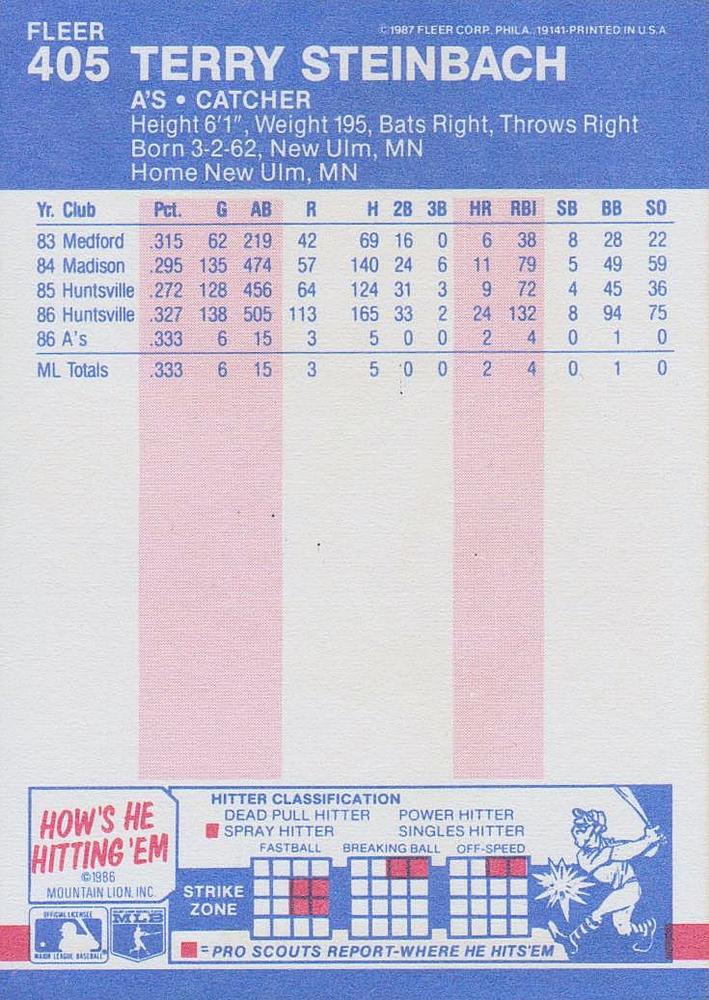 FLEER
©1987 FLEER CORP. PHILA., 19141-PRINTED IN U.S.A
405 TERRY STEINBACH
A'S • CATCHER
Height 6'1", Weight 195, Bats Right, Throws Right
Born 3-2-62, New Ulm, MN
Home New Ulm, MN
Yr. Club Pct. G AB R H 2B 3B HR RBI SB BB SO
83 Medford .315 62 219 42 69 16 0 6 38 8 28 22
84 Madison .295 135 474 57 140 24 6 11 79 5 49 59
85 Huntsville .272 128 456 64 124 31 3 9 72 4 45 36
86 Huntsville .327 138 505 113 165 33 2 24 132 8 94 75
86 A's .333 6 15 3 5 0 0 2 4 0 1 0
ML Totals .333 6 15 3 5 0 0 2 4 0 1 0
HOW'S HE
HITTING 'EM
©1986
MOUNTAIN LION, INC.
OFFICIAL LICENSEE
MAJOR LEAGUE BASEBALL
HITTER CLASSIFICATION
DEAD PULL HITTER POWER HITTER
SPRAY HITTER SINGLES HITTER
FASTBALL BREAKING BALL OFF-SPEED
STRIKE
ZONE
= PRO SCOUTS REPORT-WHERE HE HITS'EM